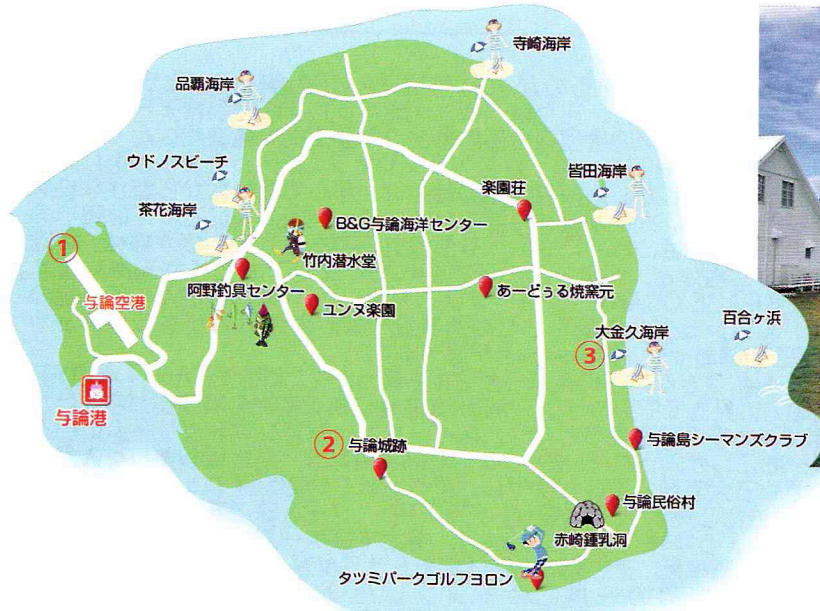 寺崎海岸
品覇海岸
ウドノスビーチ
皆田海岸
楽園荘
茶花海岸
B&G与論海洋センター
①
竹内潜水堂
阿野釣具センター
あーどぅる焼窯元
与論空港
ユンヌ楽園
百合ヶ浜
大金久海岸
③
与論港
②
与論城跡
与論島シーマンズクラブ
与論民俗村
赤崎鍾乳洞
タツミパークゴルフヨロン